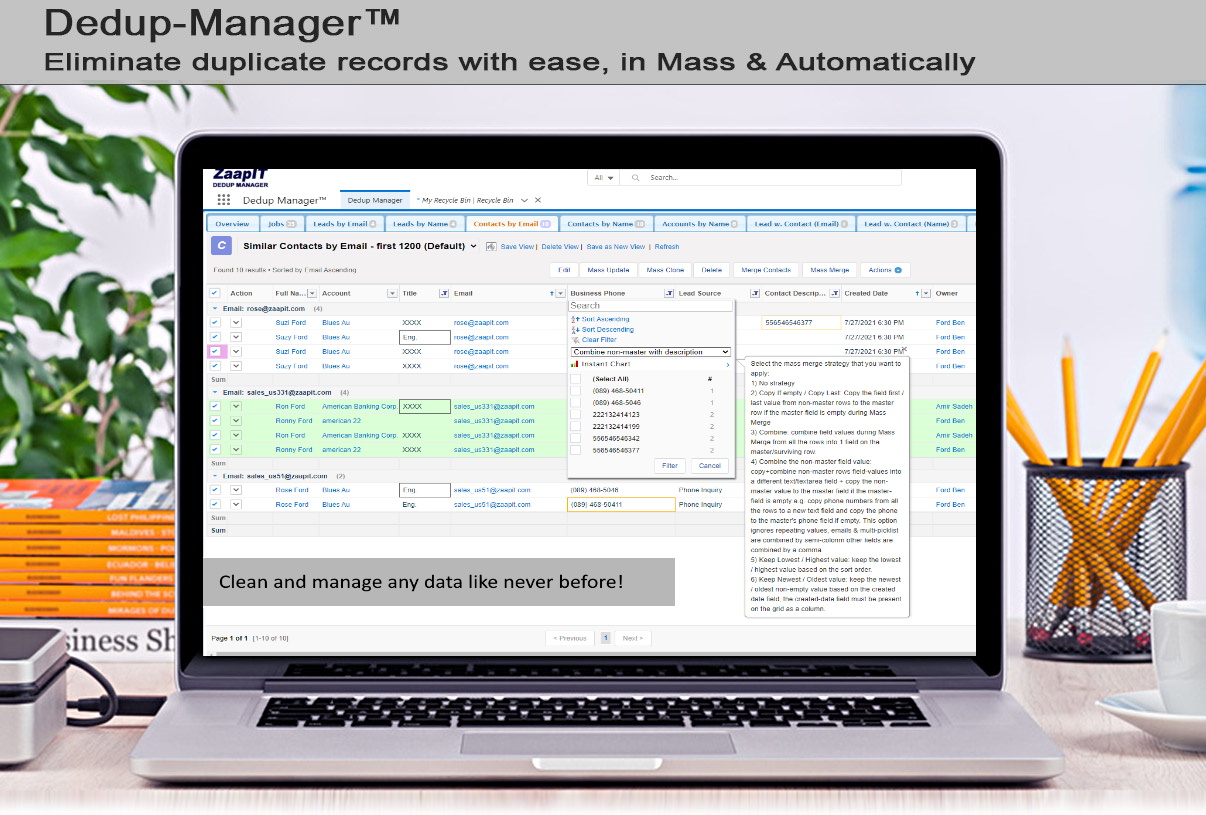 Dedup-Manager™
Eliminate duplicate records with ease, in Mass & Automatically
ZaapIT
DEDUP MANAGER
All
Search...
Dedup Manager™
Dedup Manager
* My Recycle Bin | Recycle Bin
Overview
Jobs 25
Leads by Email
Leads by Name
Contacts by Email
Contacts by Name
Accounts by Name
Lead w. Contact (Email)
Lead w. Contact (Name)
C
Similar Contacts by Email - first 1200 (Default)
Save View | Delete View | Save as New View | Refresh
Found 10 results • Sorted by Email Ascending
Edit
Mass Update
Mass Clone
Delete
Merge Contacts
Mass Merge
Actions
Action Full Na... Account Title Email Business Phone Lead Source Contact Descrip... Created Date Owner
Email: rose@zaapit.com (4)
Suzi Ford Blues Au XXXX rose@zaapit.com 556546546377 7/27/2021 6:30 PM Ford Ben
Suzy Ford Blues Au Eng. rose@zaapit.com 7/27/2021 6:30 PM Ford Ben
Suzi Ford Blues Au XXXX rose@zaapit.com 7/27/2021 6:30 PM Ford Ben
Suzy Ford Blues Au XXXX rose@zaapit.com Ford Ben
Sum
Email: sales_us331@zaapit.com (4)
Ron Ford American Banking Corp. XXXX sales_us331@zaapit.com Amir Sadeh
Ronny Ford american 22 sales_us331@zaapit.com Ford Ben
Ron Ford American Banking Corp. XXXX sales_us331@zaapit.com Amir Sadeh
Ronny Ford american 22 XXXX sales_us331@zaapit.com Ford Ben
Sum
Email: sales_us51@zaapit.com (2)
Rose Ford Blues Au Eng. sales_us51@zaapit.com (089) 468-5046 Phone Inquiry Ford Ben
Rose Ford Blues Au Eng. sales_us51@zaapit.com (089) 468-50411 Phone Inquiry Ford Ben
Sum
Sum
Search
Sort Ascending
Sort Descending
Clear Filter
Combine non-master with description
Instant Chart
(Select All) #
(089) 468-50411 1
(089) 468-5046 1
222132414123 2
222132414199 2
556546546342 2
556546546377 2
Filter
Cancel
Select the mass merge strategy that you want to
apply:
1) No strategy
2) Copy If empty / Copy Last: Copy the field first /
last value from non-master rows to the master
row if the master field is empty during Mass
Merge
3) Combine: combine field values during Mass
Merge from all the rows into 1 field on the
master/surviving row.
4) Combine the non-master field value:
copy+combine non-master rows field-values into
a different text/textarea field + copy the non-
master value to the master field if the master-
field is empty e.g. copy phone numbers from all
the rows to a new text field and copy the phone
to the master's phone field if empty. This option
ignores repeating values, emails & multi-picklist
are combined by semi-colomn other fields are
combined by a comma.
5) Keep Lowest / Highest value: keep the lowest
/ highest value based on the sort order.
6) Keep Newest / Oldest value: keep the newest
/ oldest non-empty value based on the created
date field, the created-date field must be present
on the grid as a column.
Clean and manage any data like never before!
Page 1 of 1 [1-10 of 10]
< Previous
1
Next >
LOST PHILIPPIN
MALDIVES
MORMONS
ECUADOR
FUN FLANDERS
BEHIND THE SC
MIRAGES OF DU
siness Sh